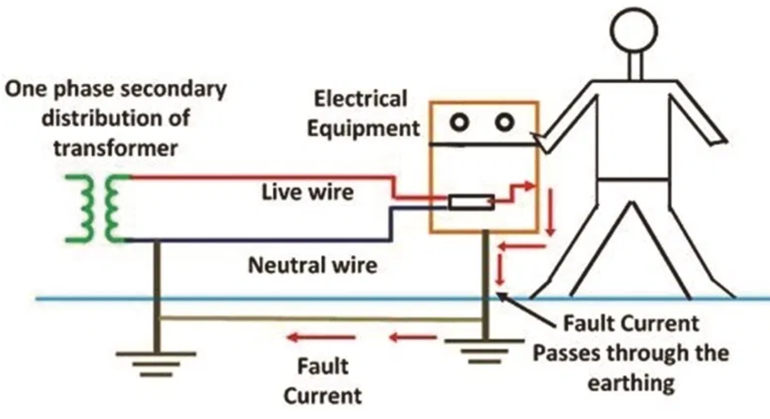 One phase secondary
distribution of
transformer
Electrical
Equipment
Live wire
Neutral wire
Fault Current
Passes through the
earthing
Fault
Current